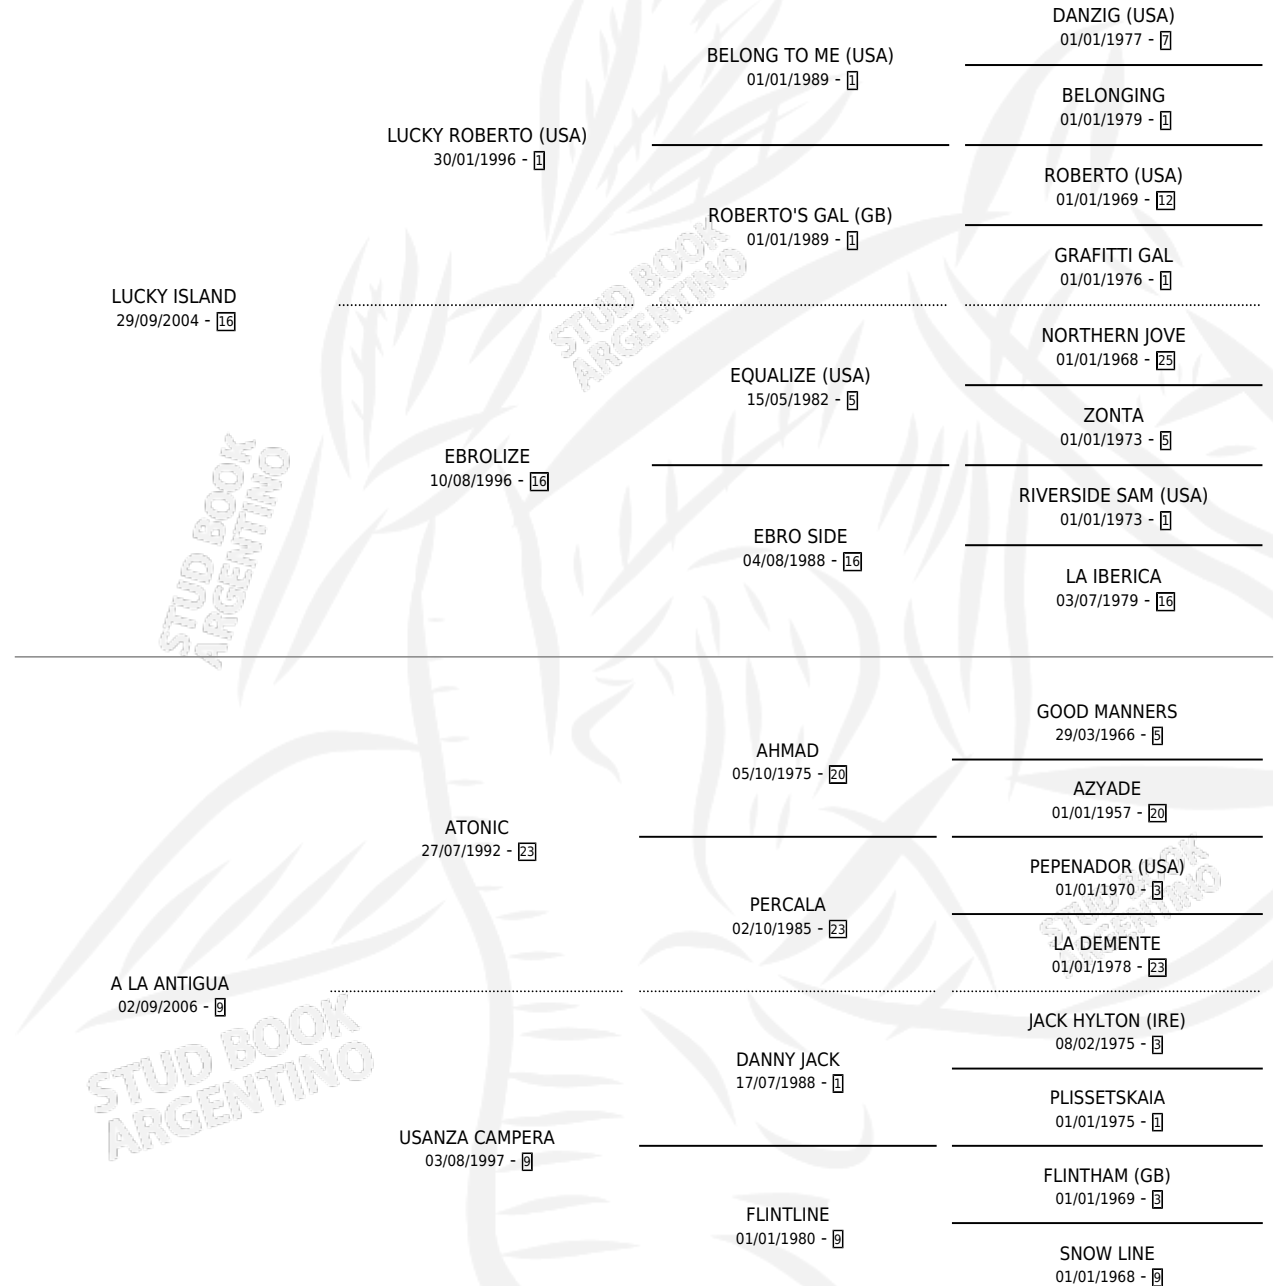 DANZIG (USA)
01/01/1977 - 7
BELONG TO ME (USA)
01/01/1989 - 1
BELONGING
01/01/1979 - 1
LUCKY ROBERTO (USA)
30/01/1996 - 1
ROBERTO (USA)
01/01/1969 - 12
ROBERTO'S GAL (GB)
01/01/1989 - 1
GRAFITTI GAL
01/01/1976 - 1
LUCKY ISLAND
29/09/2004 - 16
NORTHERN JOVE
01/01/1968 - 25
EQUALIZE (USA)
15/05/1982 - 5
ZONTA
01/01/1973 - 5
EBROLIZE
10/08/1996 - 16
RIVERSIDE SAM (USA)
01/01/1973 - 1
EBRO SIDE
04/08/1988 - 16
LA IBERICA
03/07/1979 - 16
GOOD MANNERS
29/03/1966 - 5
AHMAD
05/10/1975 - 20
AZYADE
01/01/1957 - 20
ATONIC
27/07/1992 - 23
PEPENADOR (USA)
01/01/1970 - 3
PERCALA
02/10/1985 - 23
LA DEMENTE
01/01/1978 - 23
A LA ANTIGUA
02/09/2006 - 9
JACK HYLTON (IRE)
08/02/1975 - 3
DANNY JACK
17/07/1988 - 1
PLISSETSKAIA
01/01/1975 - 1
USANZA CAMPERA
03/08/1997 - 9
FLINTHAM (GB)
01/01/1969 - 3
FLINTLINE
01/01/1980 - 9
SNOW LINE
01/01/1968 - 9
STUD BOOK
ARGENTINO
STUD BOOK
ARGENTINO
STUD BOOK
ARGENTINO
STUD BOOK
ARGENTINO